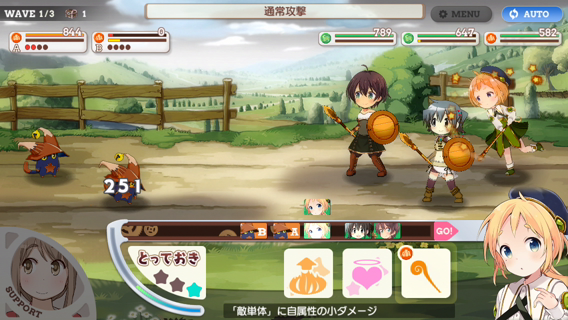 WAVE 1/3 1
通常攻撃
MENU
AUTO
844
A
0
B
789
647
582
251
B A GO!
とっておき
SUPPORT
「敵単体」に自属性の小ダメージ